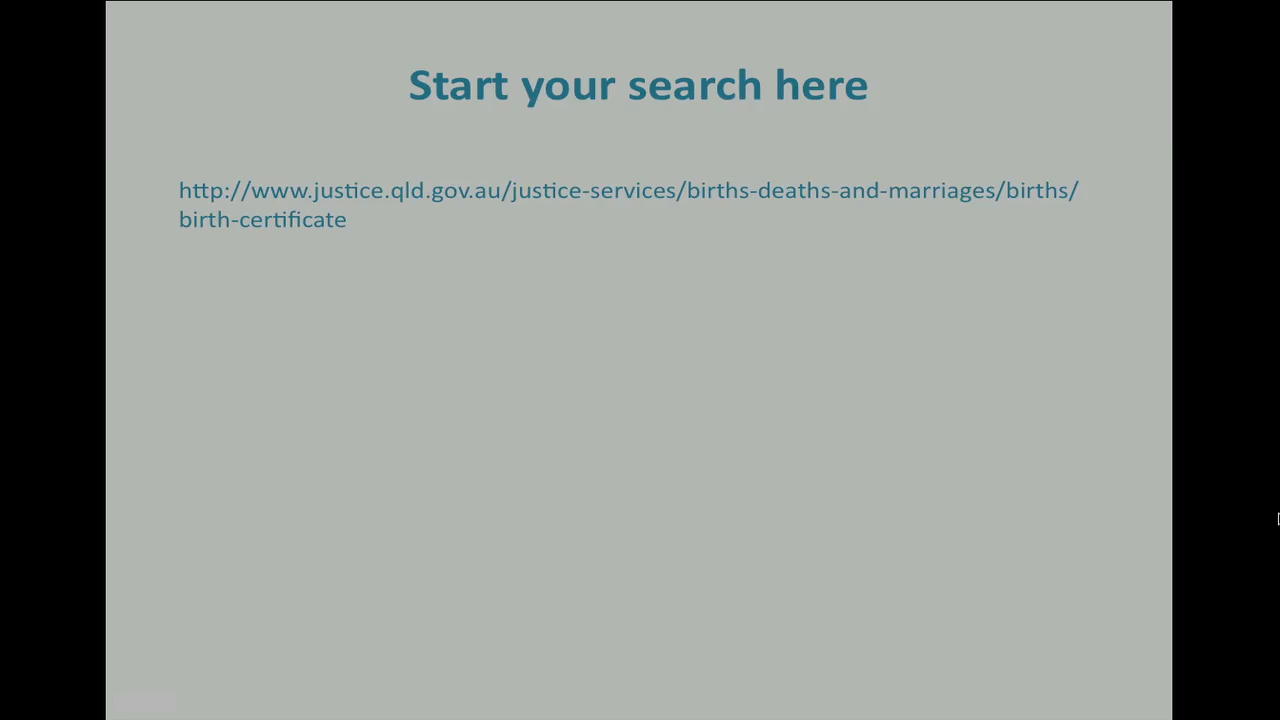 Start your search here
http://www.justice.qld.gov.au/justice-services/births-deaths-and-marriages/births/
birth-certificate